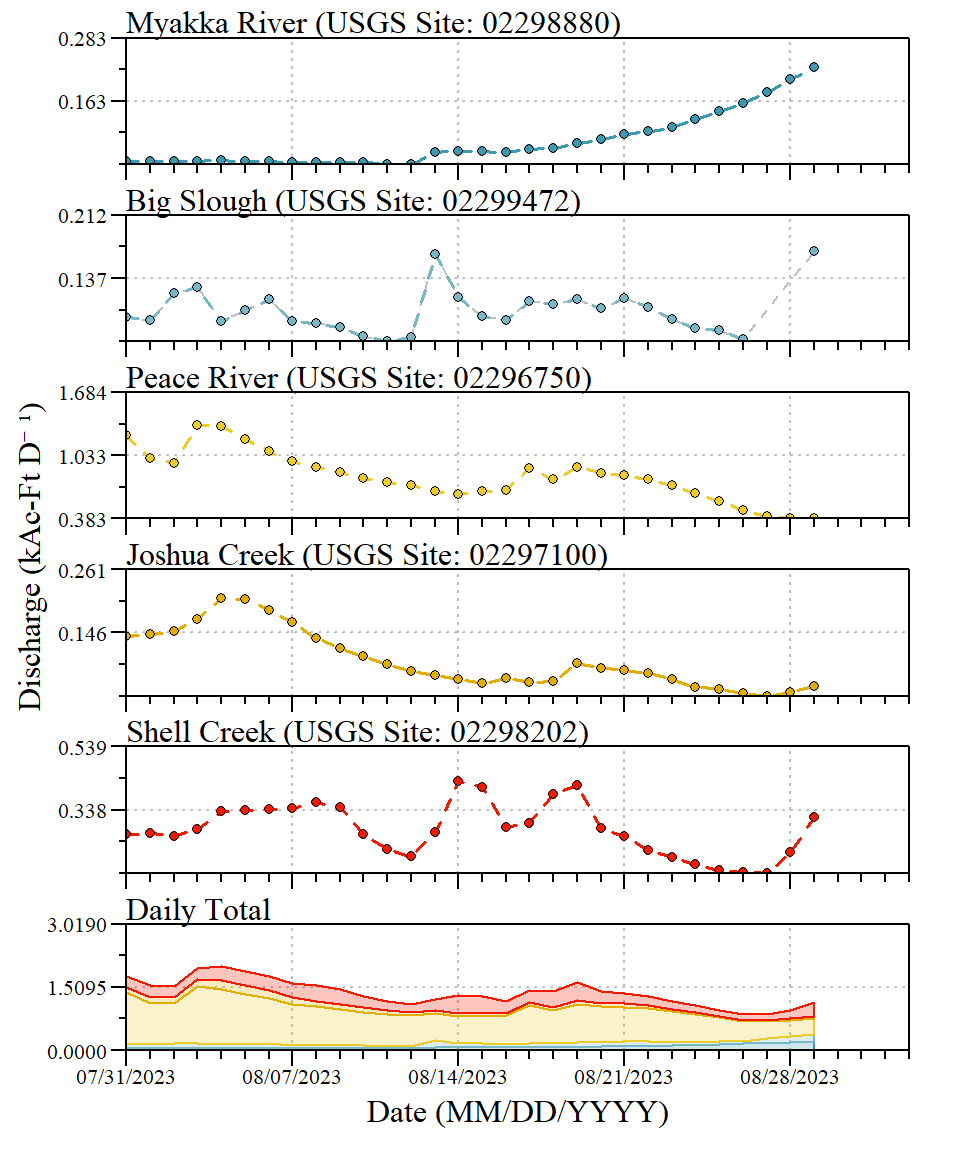 Myakka River (USGS Site: 02298880)
0.283
0.163
Big Slough (USGS Site: 02299472)
0.212
0.137
Peace River (USGS Site: 02296750)
1.684
1.033
0.383
Joshua Creek (USGS Site: 02297100)
0.261
0.146
Shell Creek (USGS Site: 02298202)
0.539
0.338
Daily Total
3.0190
1.5095
0.0000
07/31/2023 08/07/2023 08/14/2023 08/21/2023 08/28/2023
Date (MM/DD/YYYY)
Discharge (kAc-Ft D⁻¹)